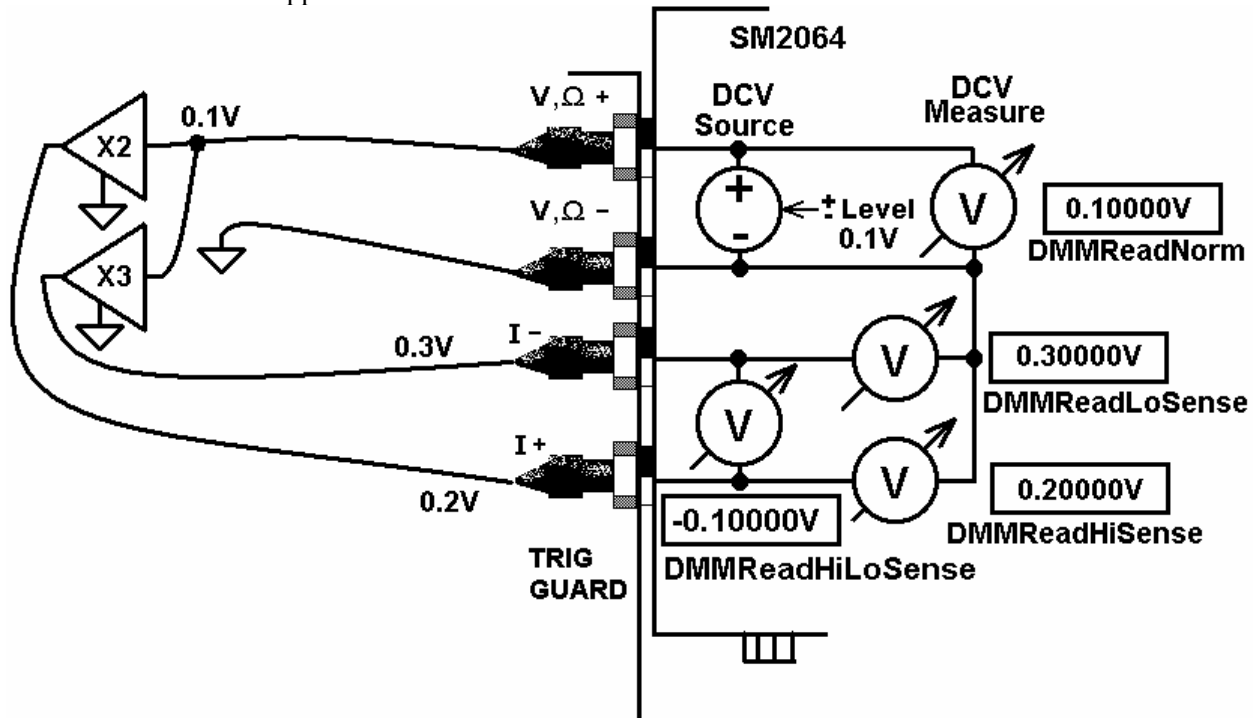 SM2064
V,Ω +
DCV
Source
DCV
Measure
0.1V
X2
+
-
± Level
0.1V
V
0.10000V
DMMReadNorm
V,Ω -
X3
I -
0.3V
V
0.30000V
DMMReadLoSense
V
I +
0.2V
V
0.20000V
DMMReadHiSense
-0.10000V
DMMReadHiLoSense
TRIG
GUARD